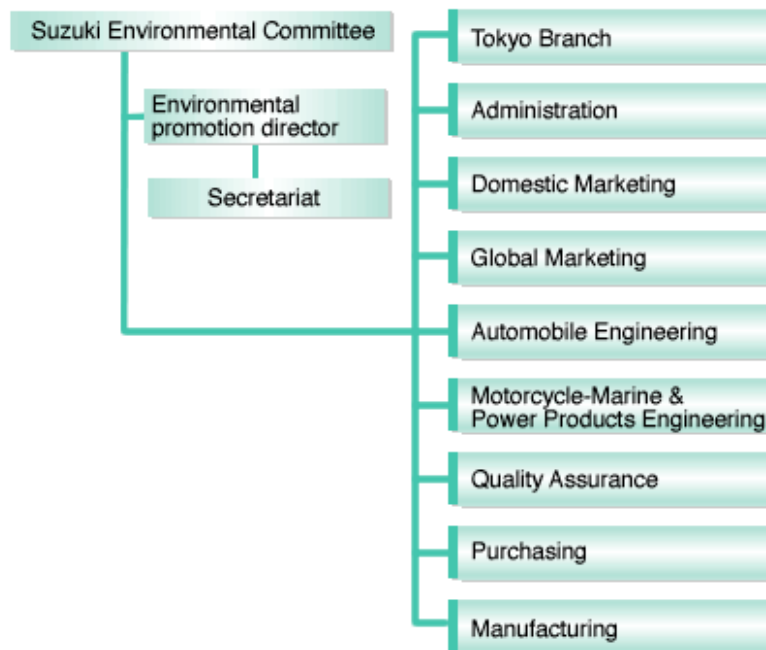 Suzuki Environmental Committee
Environmental
promotion director
Secretariat
Tokyo Branch
Administration
Domestic Marketing
Global Marketing
Automobile Engineering
Motorcycle-Marine &
Power Products Engineering
Quality Assurance
Purchasing
Manufacturing